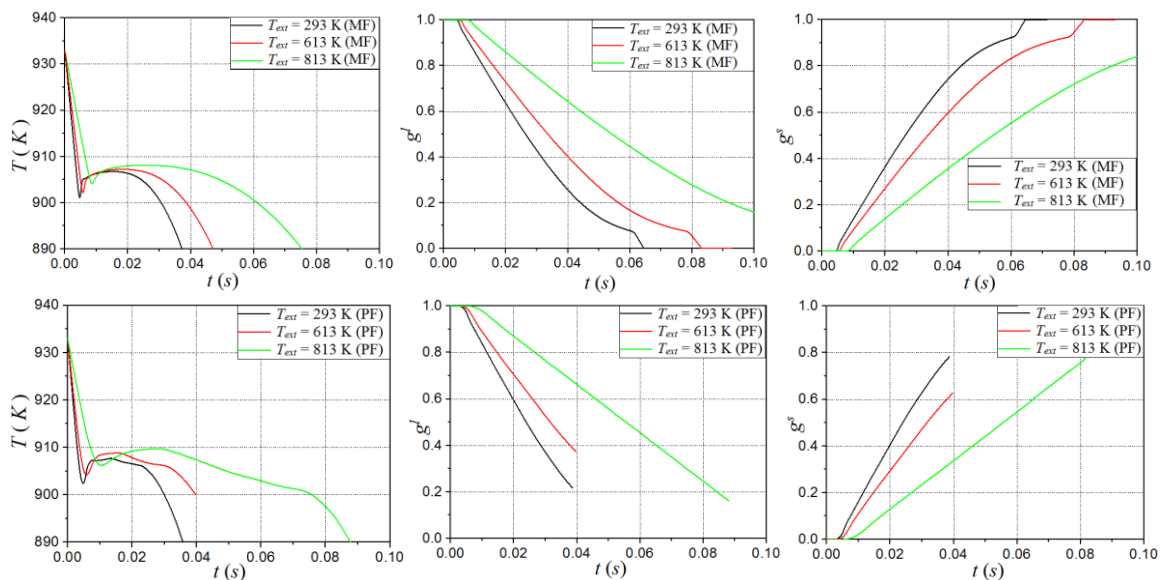 940
930
920
910
900
890
T (K)
T_ext = 293 K (MF)
T_ext = 613 K (MF)
T_ext = 813 K (MF)
0.00 0.02 0.04 0.06 0.08 0.10
t (s)
1.0
0.8
0.6
0.4
0.2
0.0
g^l
T_ext = 293 K (MF)
T_ext = 613 K (MF)
T_ext = 813 K (MF)
0.00 0.02 0.04 0.06 0.08 0.10
t (s)
1.0
0.8
0.6
0.4
0.2
0.0
g^s
T_ext = 293 K (MF)
T_ext = 613 K (MF)
T_ext = 813 K (MF)
0.00 0.02 0.04 0.06 0.08 0.10
t (s)
940
930
920
910
900
890
T (K)
T_ext = 293 K (PF)
T_ext = 613 K (PF)
T_ext = 813 K (PF)
0.00 0.02 0.04 0.06 0.08 0.10
t (s)
1.0
0.8
0.6
0.4
0.2
0.0
g^l
T_ext = 293 K (PF)
T_ext = 613 K (PF)
T_ext = 813 K (PF)
0.00 0.02 0.04 0.06 0.08 0.10
t (s)
1.0
0.8
0.6
0.4
0.2
0.0
g^s
T_ext = 293 K (PF)
T_ext = 613 K (PF)
T_ext = 813 K (PF)
0.00 0.02 0.04 0.06 0.08 0.10
t (s)